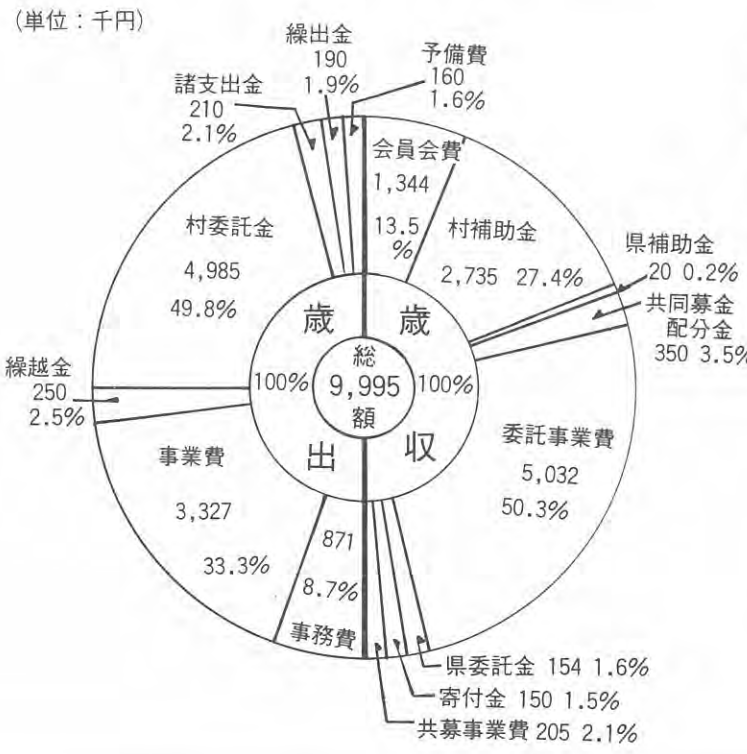 (単位：千円)
繰出金
190
1.9%
予備費
160
1.6%
諸支出金
210
2.1%
会員会費
1,344
13.5
%
村補助金
2,735 27.4%
県補助金
20 0.2%
共同募金
配分金
350 3.5%
村委託金
4,985
49.8%
歳
出
100%
総
9,995
額
歳
収
100%
繰越金
250
2.5%
委託事業費
5,032
50.3%
事業費
3,327
33.3%
871
8.7%
事務費
県委託金 154 1.6%
寄付金 150 1.5%
共募事業費 205 2.1%